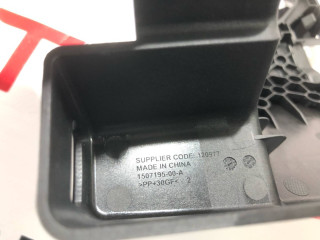 SUPPLIER CODE: 130977
MADE IN CHINA
1507195-00-A
>PP+30GF<